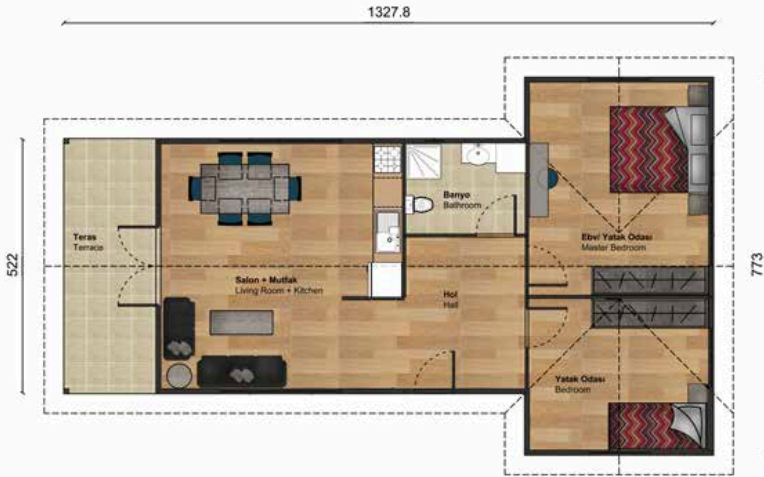 1327.8
522
773
Teras
Terrace
Salon + Mutfak
Living Room + Kitchen
Banyo
Bathroom
Hol
Hall
Ebv/ Yatak Odası
Master Bedroom
Yatak Odası
Bedroom